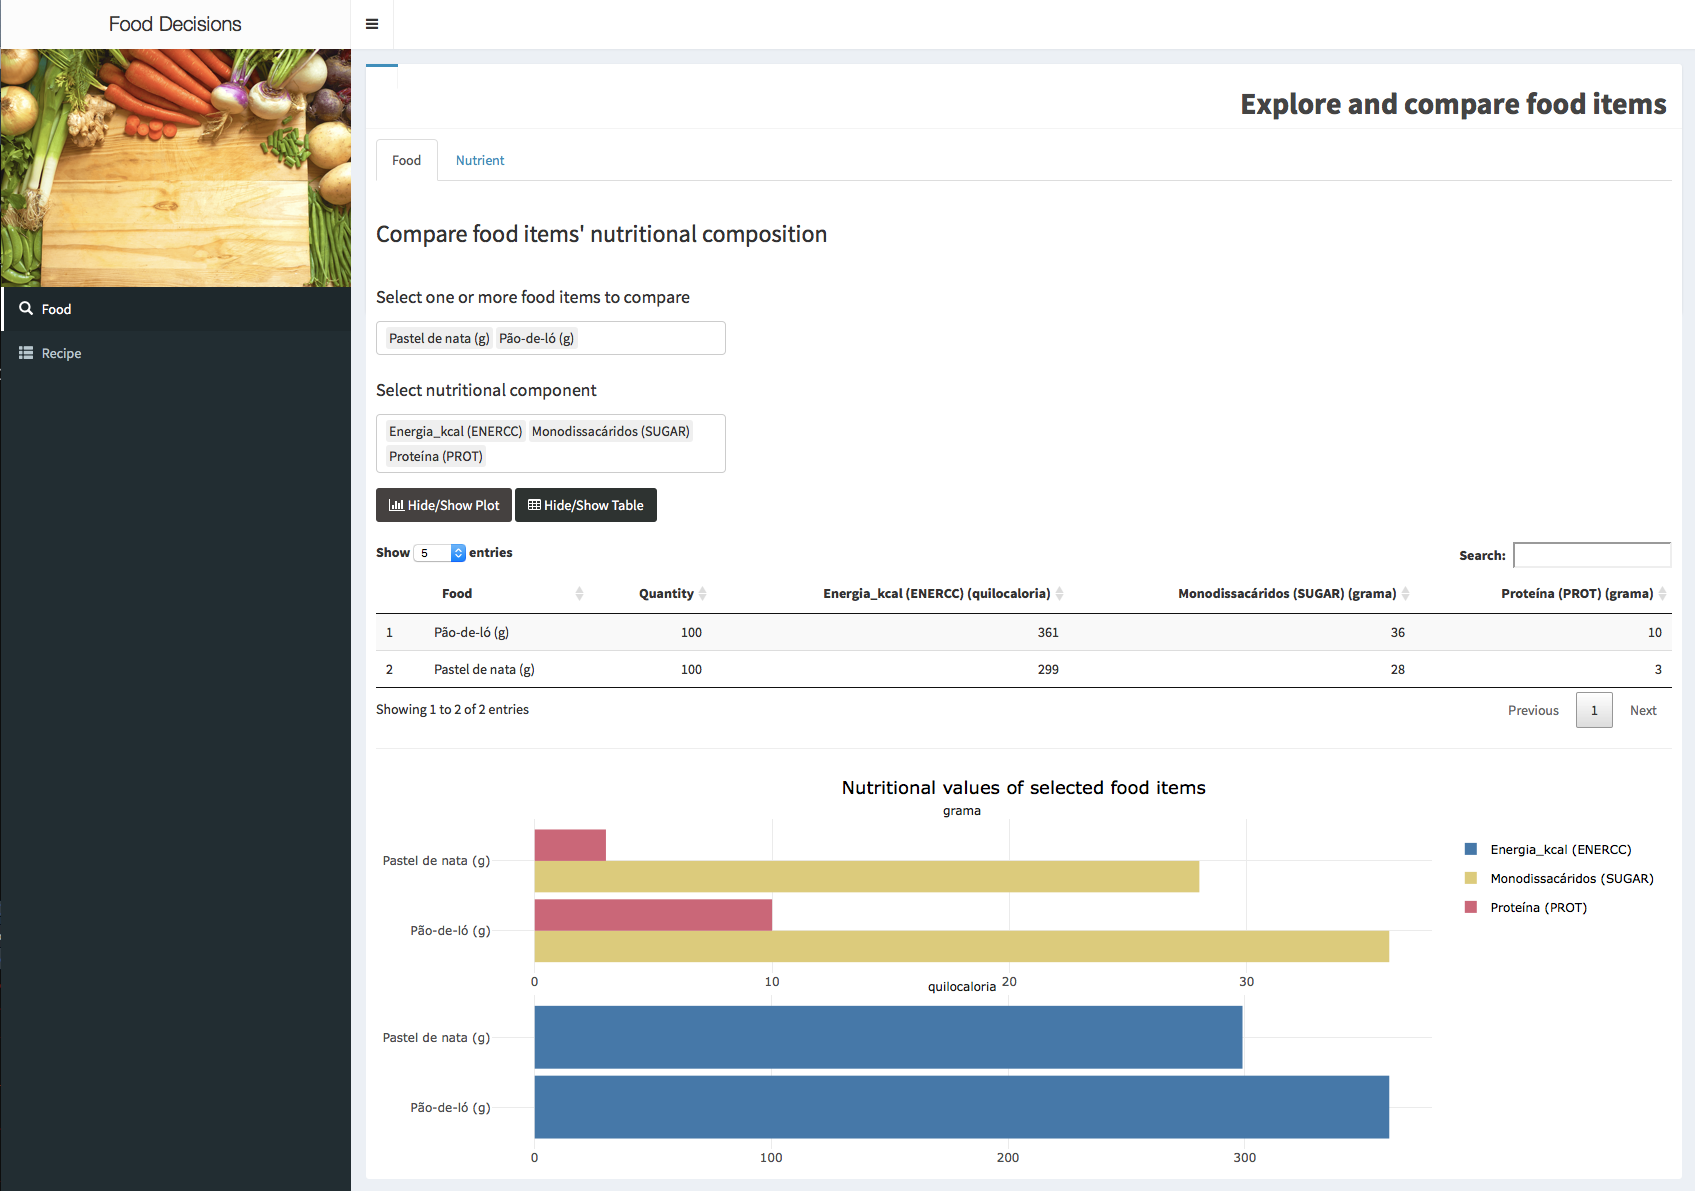 Food Decisions
Explore and compare food items
Food
Recipe
Food Nutrient
Compare food items' nutritional composition
Select one or more food items to compare
Pastel de nata (g) Pão-de-ló (g)
Select nutritional component
Energia_kcal (ENERCC) Monodissacáridos (SUGAR)
Proteína (PROT)
Hide/Show Plot Hide/Show Table
Show 5 entries Search:
Food Quantity Energia_kcal (ENERCC) (quilocaloria) Monodissacáridos (SUGAR) (grama) Proteína (PROT) (grama)
1 Pão-de-ló (g) 100 361 36 10
2 Pastel de nata (g) 100 299 28 3
Showing 1 to 2 of 2 entries Previous 1 Next
Nutritional values of selected food items
grama
Pastel de nata (g)
Pão-de-ló (g)
0 10 20 30
quilocaloria
Pastel de nata (g)
Pão-de-ló (g)
0 100 200 300
Energia_kcal (ENERCC)
Monodissacáridos (SUGAR)
Proteína (PROT)